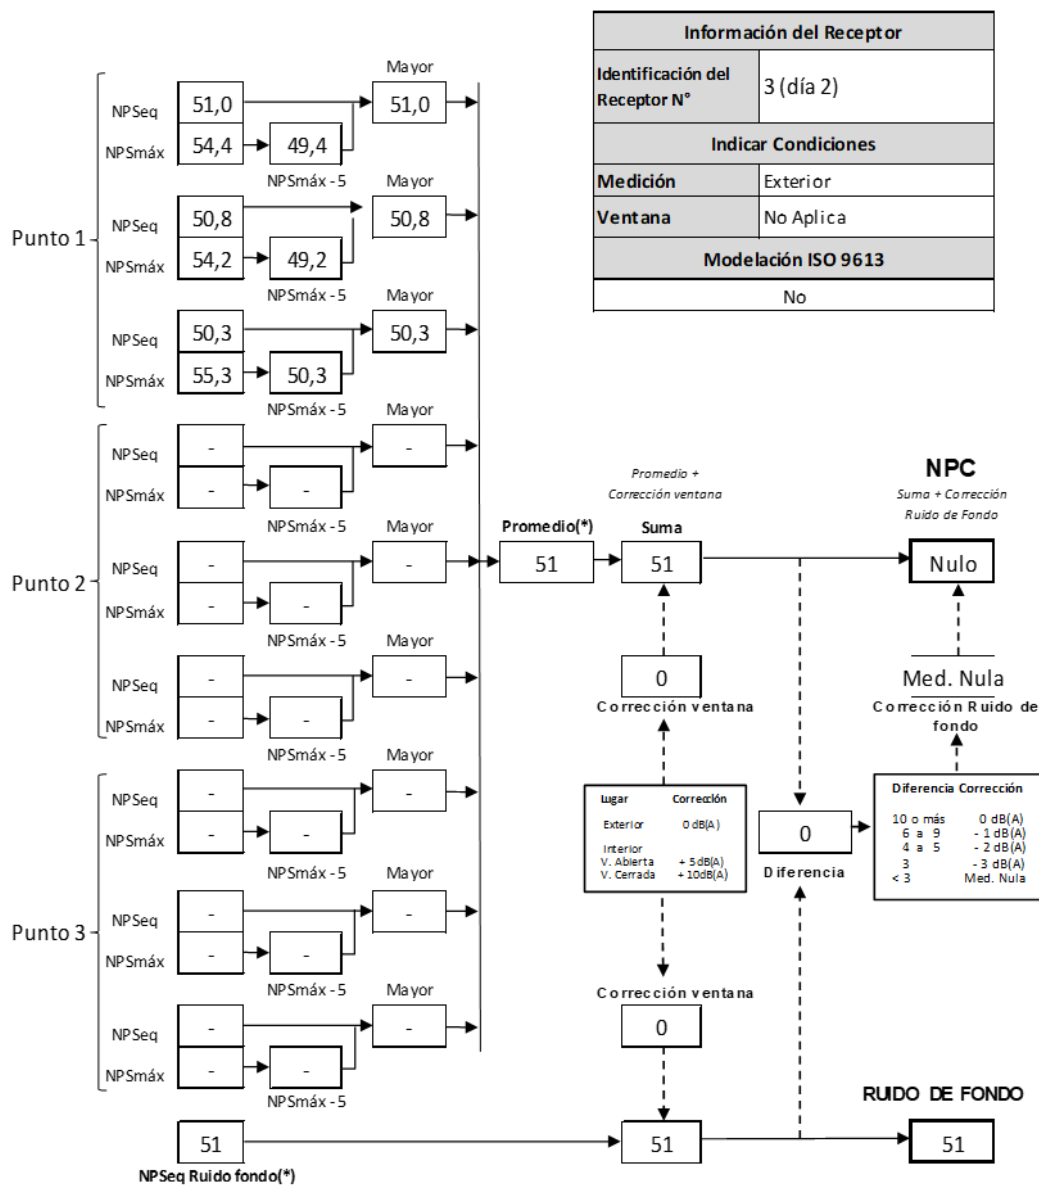 Información del Receptor
Identificación del Receptor N°
3 (día 2)
Indicar Condiciones
Medición
Exterior
Ventana
No Aplica
Modelación ISO 9613
No
Punto 1
Mayor
NPSeq
51,0
51,0
NPSmáx
54,4
49,4
NPSmáx - 5
Mayor
NPSeq
50,8
50,8
NPSmáx
54,2
49,2
NPSmáx - 5
Mayor
NPSeq
50,3
50,3
NPSmáx
55,3
50,3
NPSmáx - 5
Punto 2
Mayor
NPSeq
-
-
NPSmáx
-
-
NPSmáx - 5
Mayor
NPSeq
-
-
NPSmáx
-
-
NPSmáx - 5
Mayor
NPSeq
-
-
NPSmáx
-
-
NPSmáx - 5
Punto 3
Mayor
NPSeq
-
-
NPSmáx
-
-
NPSmáx - 5
Mayor
NPSeq
-
-
NPSmáx
-
-
NPSmáx - 5
Mayor
NPSeq
-
-
NPSmáx
-
-
NPSmáx - 5
Promedio(*)
51
Promedio +
Corrección ventana
Suma
51
0
Corrección ventana
Lugar Corrección
Exterior 0 dB(A)
Interior
V. Abierta + 5dB(A)
V. Cerrada + 10dB(A)
Corrección ventana
0
NPC
Suma + Corrección
Ruido de Fondo
Nulo
Med. Nula
Corrección Ruido de
fondo
0
Diferencia
Diferencia Corrección
10 o más 0 dB(A)
6 a 9 - 1 dB(A)
4 a 5 - 2 dB(A)
3 - 3 dB(A)
< 3 Med. Nula
RUIDO DE FONDO
51
51
51
NPSeq Ruido fondo(*)